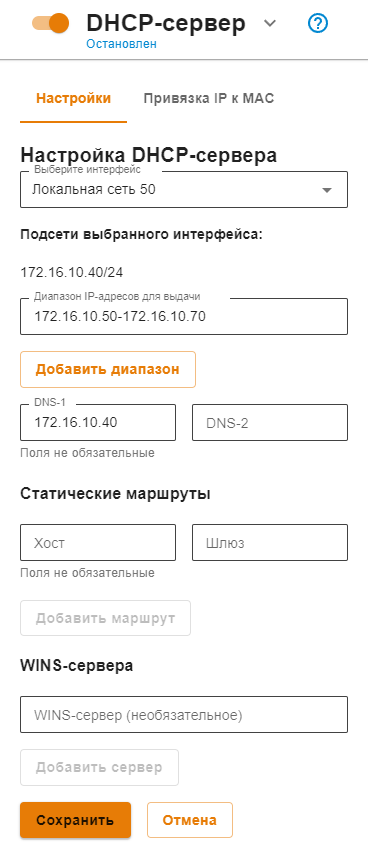 DHCP-сервер
Остановлен
Настройки
Привязка IP к MAC
Настройка DHCP-сервера
Выберите интерфейс
Локальная сеть 50
Подсети выбранного интерфейса:
172.16.10.40/24
Диапазон IP-адресов для выдачи
172.16.10.50-172.16.10.70
Добавить диапазон
DNS-1
172.16.10.40
DNS-2
Поля не обязательные
Статические маршруты
Хост
Шлюз
Поля не обязательные
Добавить маршрут
WINS-сервера
WINS-сервер (необязательное)
Добавить сервер
Сохранить
Отмена